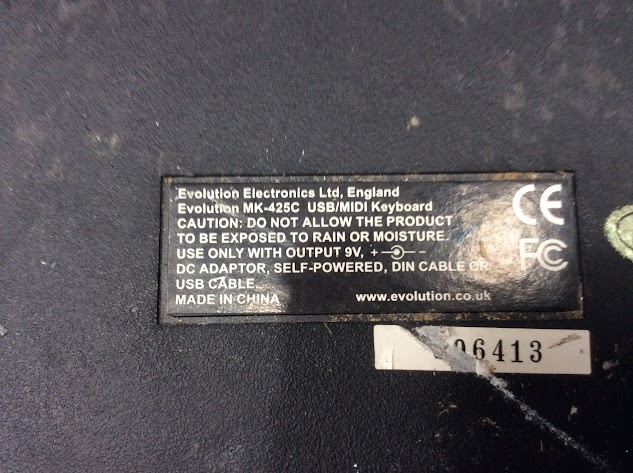 Evolution Electronics Ltd, England
Evolution MK-425C USB/MIDI Keyboard
CAUTION: DO NOT ALLOW THE PRODUCT
TO BE EXPOSED TO RAIN OR MOISTURE.
USE ONLY WITH OUTPUT 9V,
DC ADAPTOR, SELF-POWERED, DIN CABLE OR
USB CABLE.
MADE IN CHINA www.evolution.co.uk
CE
FC
06413